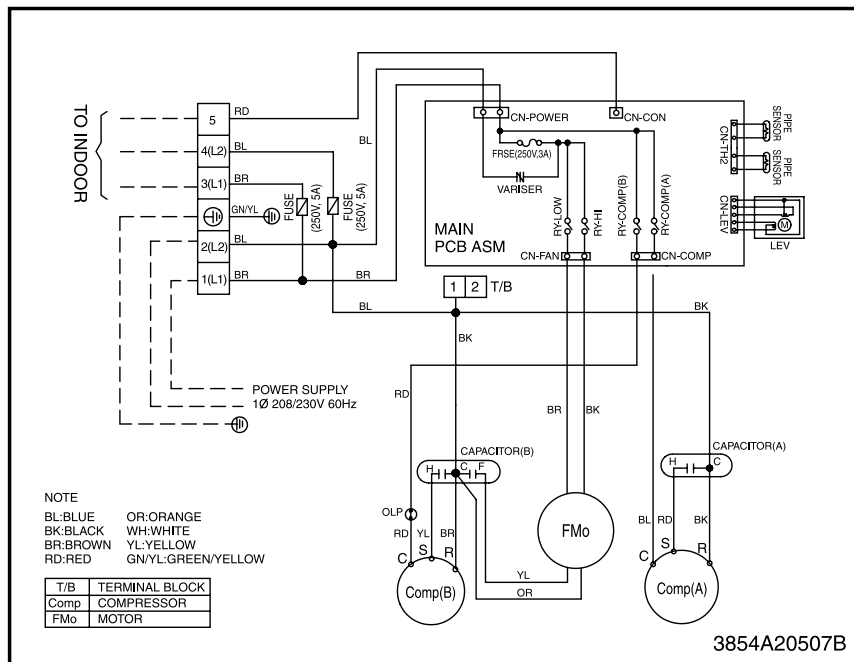 TO INDOOR
5
4(L2)
3(L1)
2(L2)
1(L1)
RD
BL
BR
GN/YL
BL
BR
FUSE
(250V, 5A)
FUSE
(250V, 5A)
BL
BR
BL
CN-POWER
CN-CON
FRSE(250V,3A)
VARISER
RY-LOW
RY-HI
RY-COMP(B)
RY-COMP(A)
MAIN
PCB ASM
CN-FAN
CN-COMP
CN-TH2
CN-LEV
PIPE
SENSOR
PIPE
SENSOR
M
LEV
1 2 T/B
BK
BK
POWER SUPPLY
1Ø 208/230V 60Hz
RD
BR
BK
CAPACITOR(B)
H C F
CAPACITOR(A)
H C
OLP
RD YL BR
C S R
Comp(B)
FMo
YL
OR
BL RD BK
C S R
Comp(A)
NOTE
BL:BLUE OR:ORANGE
BK:BLACK WH:WHITE
BR:BROWN YL:YELLOW
RD:RED GN/YL:GREEN/YELLOW
T/B TERMINAL BLOCK
Comp COMPRESSOR
FMo MOTOR
3854A20507B